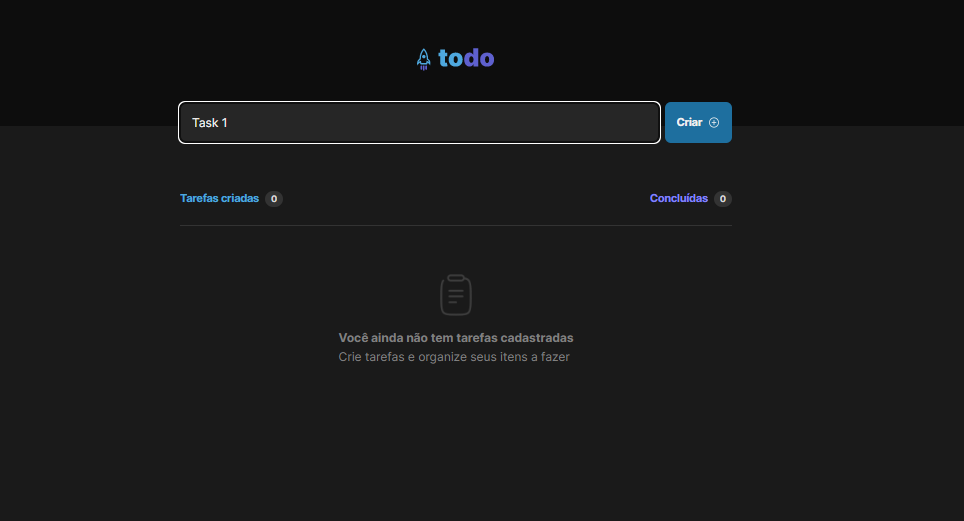 todo
Task 1
Criar
Tarefas criadas 0
Concluídas 0
Você ainda não tem tarefas cadastradas
Crie tarefas e organize seus itens a fazer